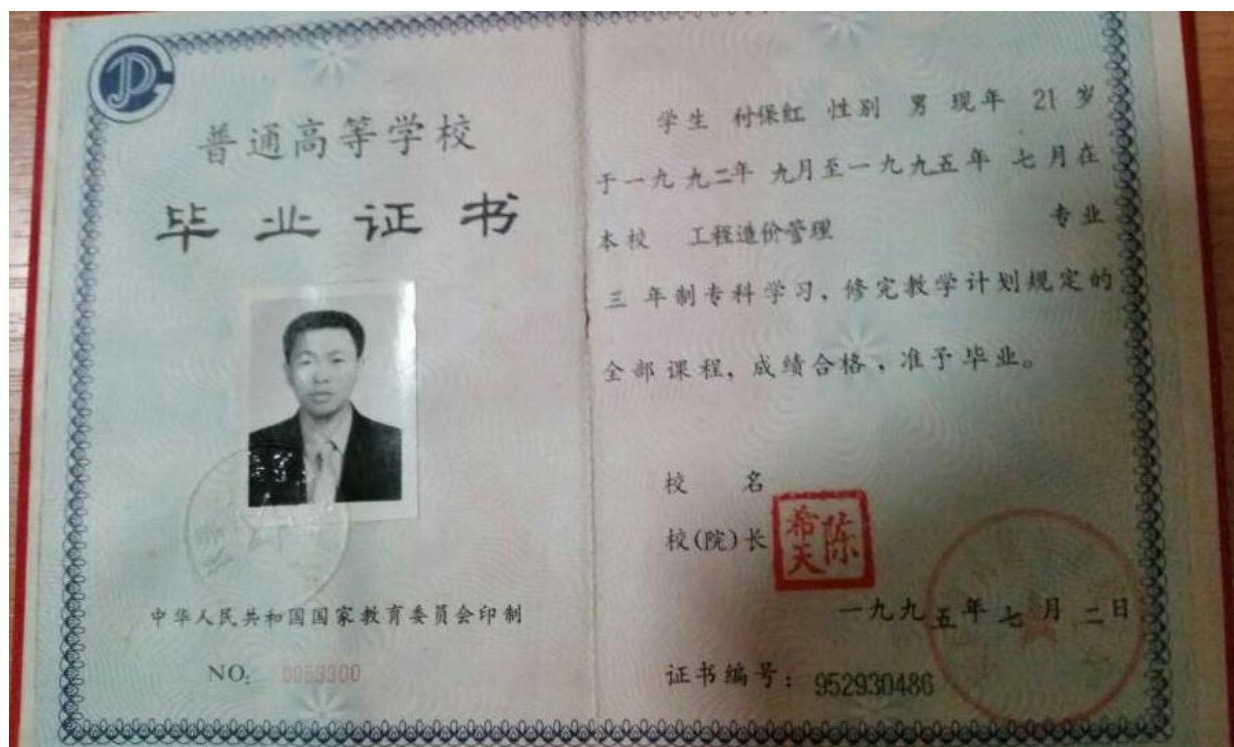 普通高等学校
毕业证书
中华人民共和国国家教育委员会印制
NO: 0053300
学生 付保红 性别 男 现年 21 岁
于一九九二年 九月至一九九五年 七月在
本校 工程造价管理 专业
三 年制专科学习，修完教学计划规定的
全部课程，成绩合格，准予毕业。
校 名
校(院)长 陈希天
一九九五年七月二日
证书编号：952930486